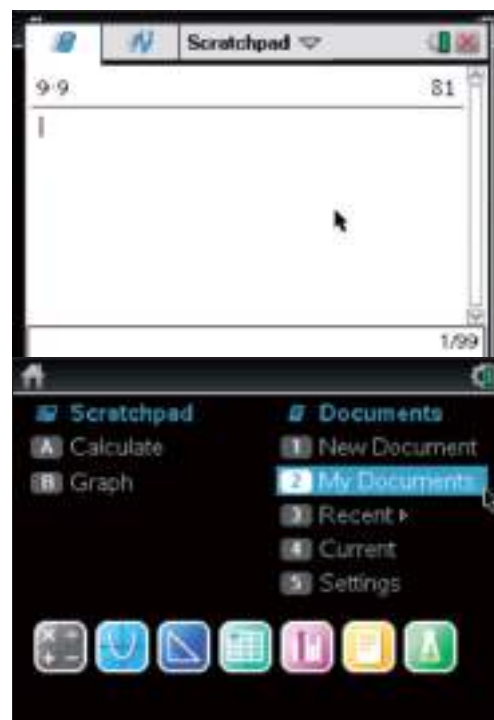 Scratchpad
9·9 81
1/99
Scratchpad
A Calculate
B Graph
Documents
1 New Document
2 My Documents
3 Recent
4 Current
5 Settings